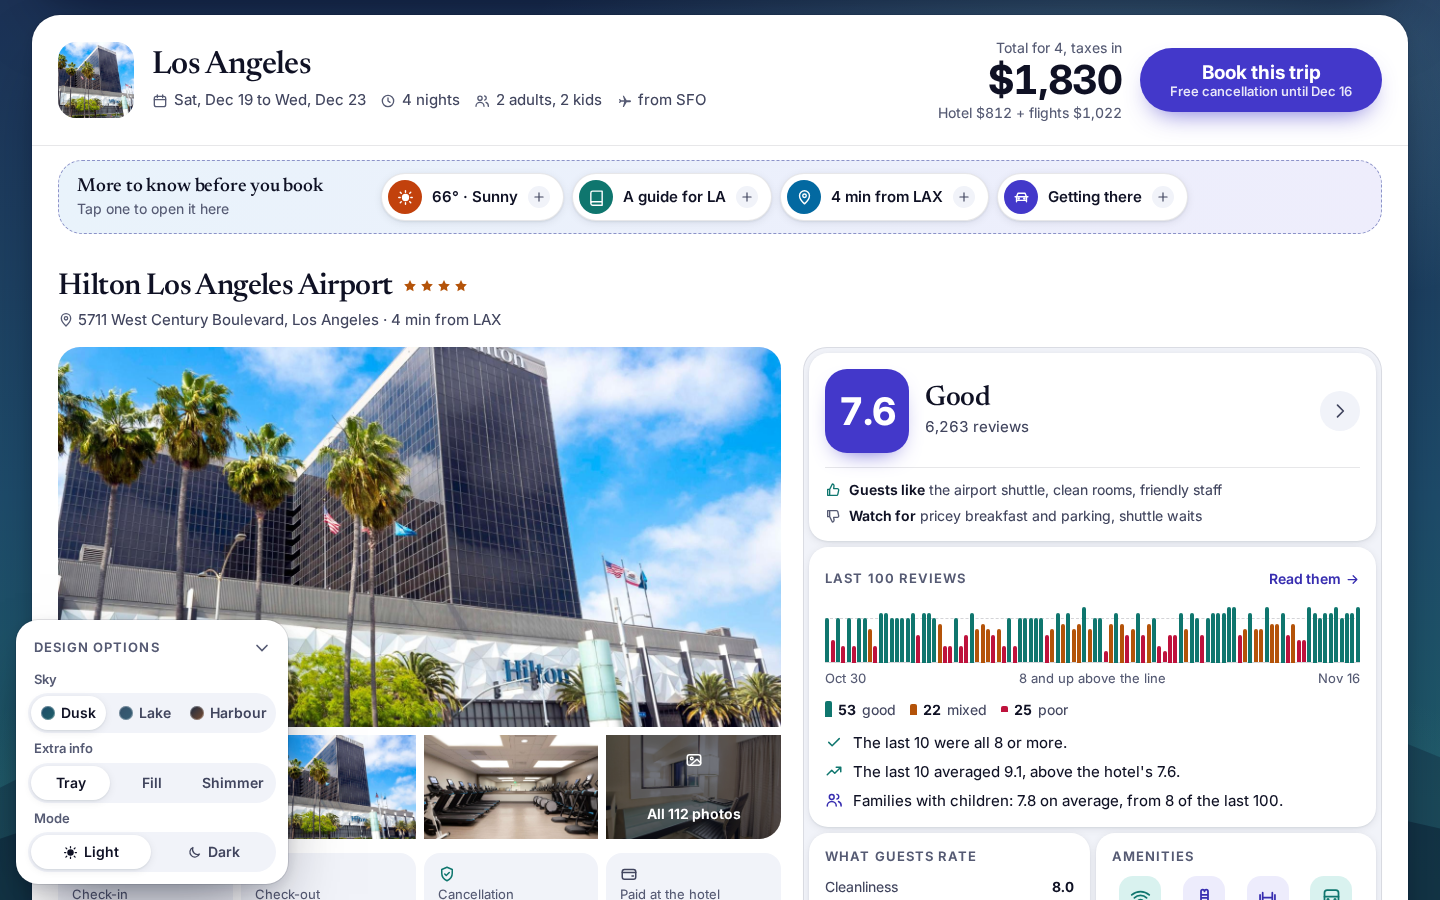 Los Angeles
Sat, Dec 19 to Wed, Dec 23 4 nights 2 adults, 2 kids from SFO
Total for 4, taxes in
$1,830
Hotel $812 + flights $1,022
Book this trip
Free cancellation until Dec 16
More to know before you book
Tap one to open it here
66° · Sunny
A guide for LA
4 min from LAX
Getting there
Hilton Los Angeles Airport
5711 West Century Boulevard, Los Angeles · 4 min from LAX
Hilton
7.6
Good
6,263 reviews
Guests like the airport shuttle, clean rooms, friendly staff
Watch for pricey breakfast and parking, shuttle waits
LAST 100 REVIEWS
Read them →
Oct 30
8 and up above the line
Nov 16
53 good 22 mixed 25 poor
The last 10 were all 8 or more.
The last 10 averaged 9.1, above the hotel's 7.6.
Families with children: 7.8 on average, from 8 of the last 100.
All 112 photos
DESIGN OPTIONS
Sky
Dusk Lake Harbour
Extra info
Tray Fill Shimmer
Mode
Light Dark
Check-in
Check-out
Cancellation
Paid at the hotel
WHAT GUESTS RATE
Cleanliness 8.0
AMENITIES